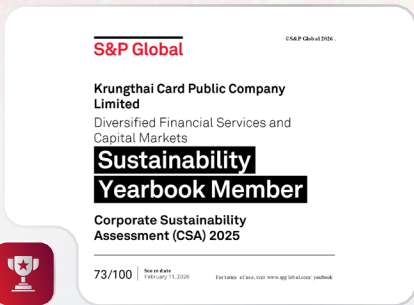 ©S&P Global 2026.
S&P Global
Krungthai Card Public Company
Limited
Diversified Financial Services and
Capital Markets
Sustainability
Yearbook Member
Corporate Sustainability
Assessment (CSA) 2025
73/100
Score date
February 11, 2026
For terms of use, visit www.spglobal.com/yearbook